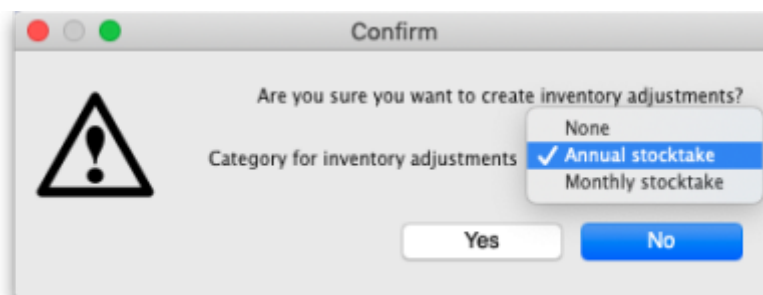 Confirm
Are you sure you want to create inventory adjustments?
None
Category for inventory adjustments
Annual stocktake
Monthly stocktake
Yes
No